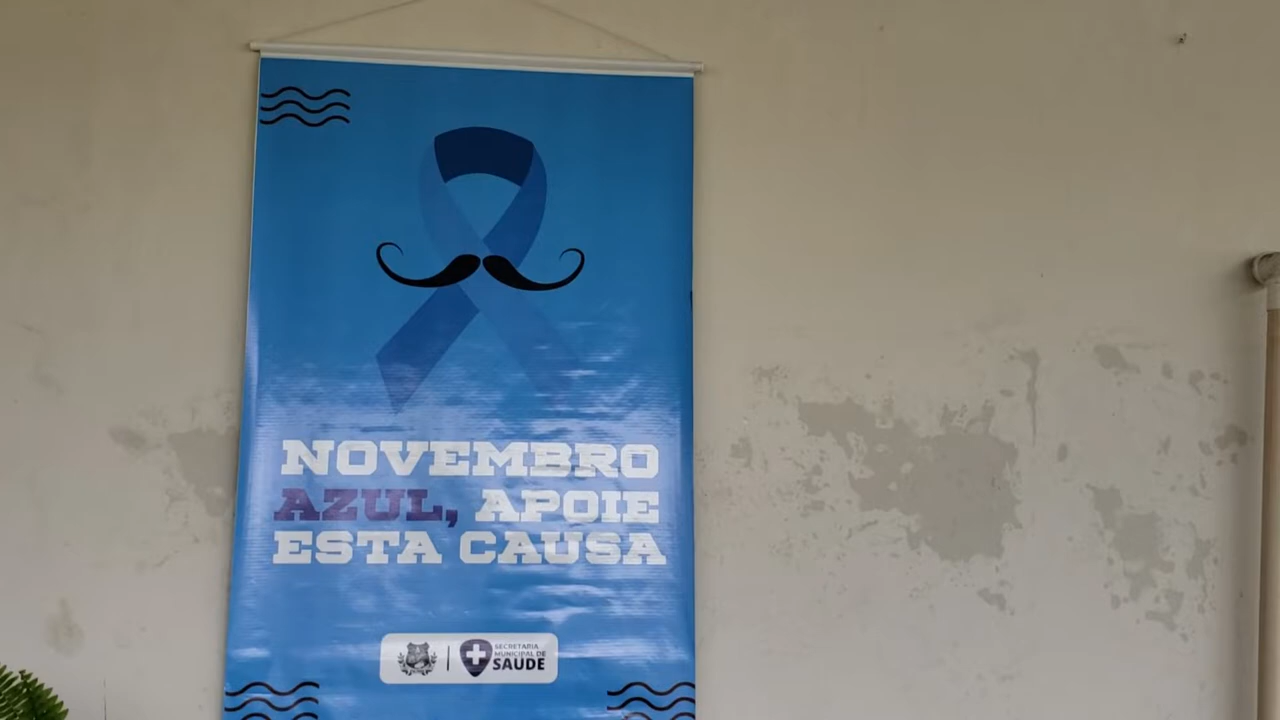 NOVEMBRO
AZUL, APOIE
ESTA CAUSA
SECRETARIA
MUNICIPAL DE
SAÚDE